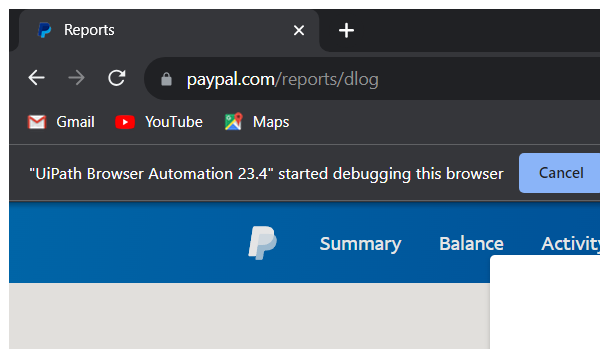 Reports
paypal.com/reports/dlog
Gmail YouTube Maps
"UiPath Browser Automation 23.4" started debugging this browser Cancel
Summary Balance Activity